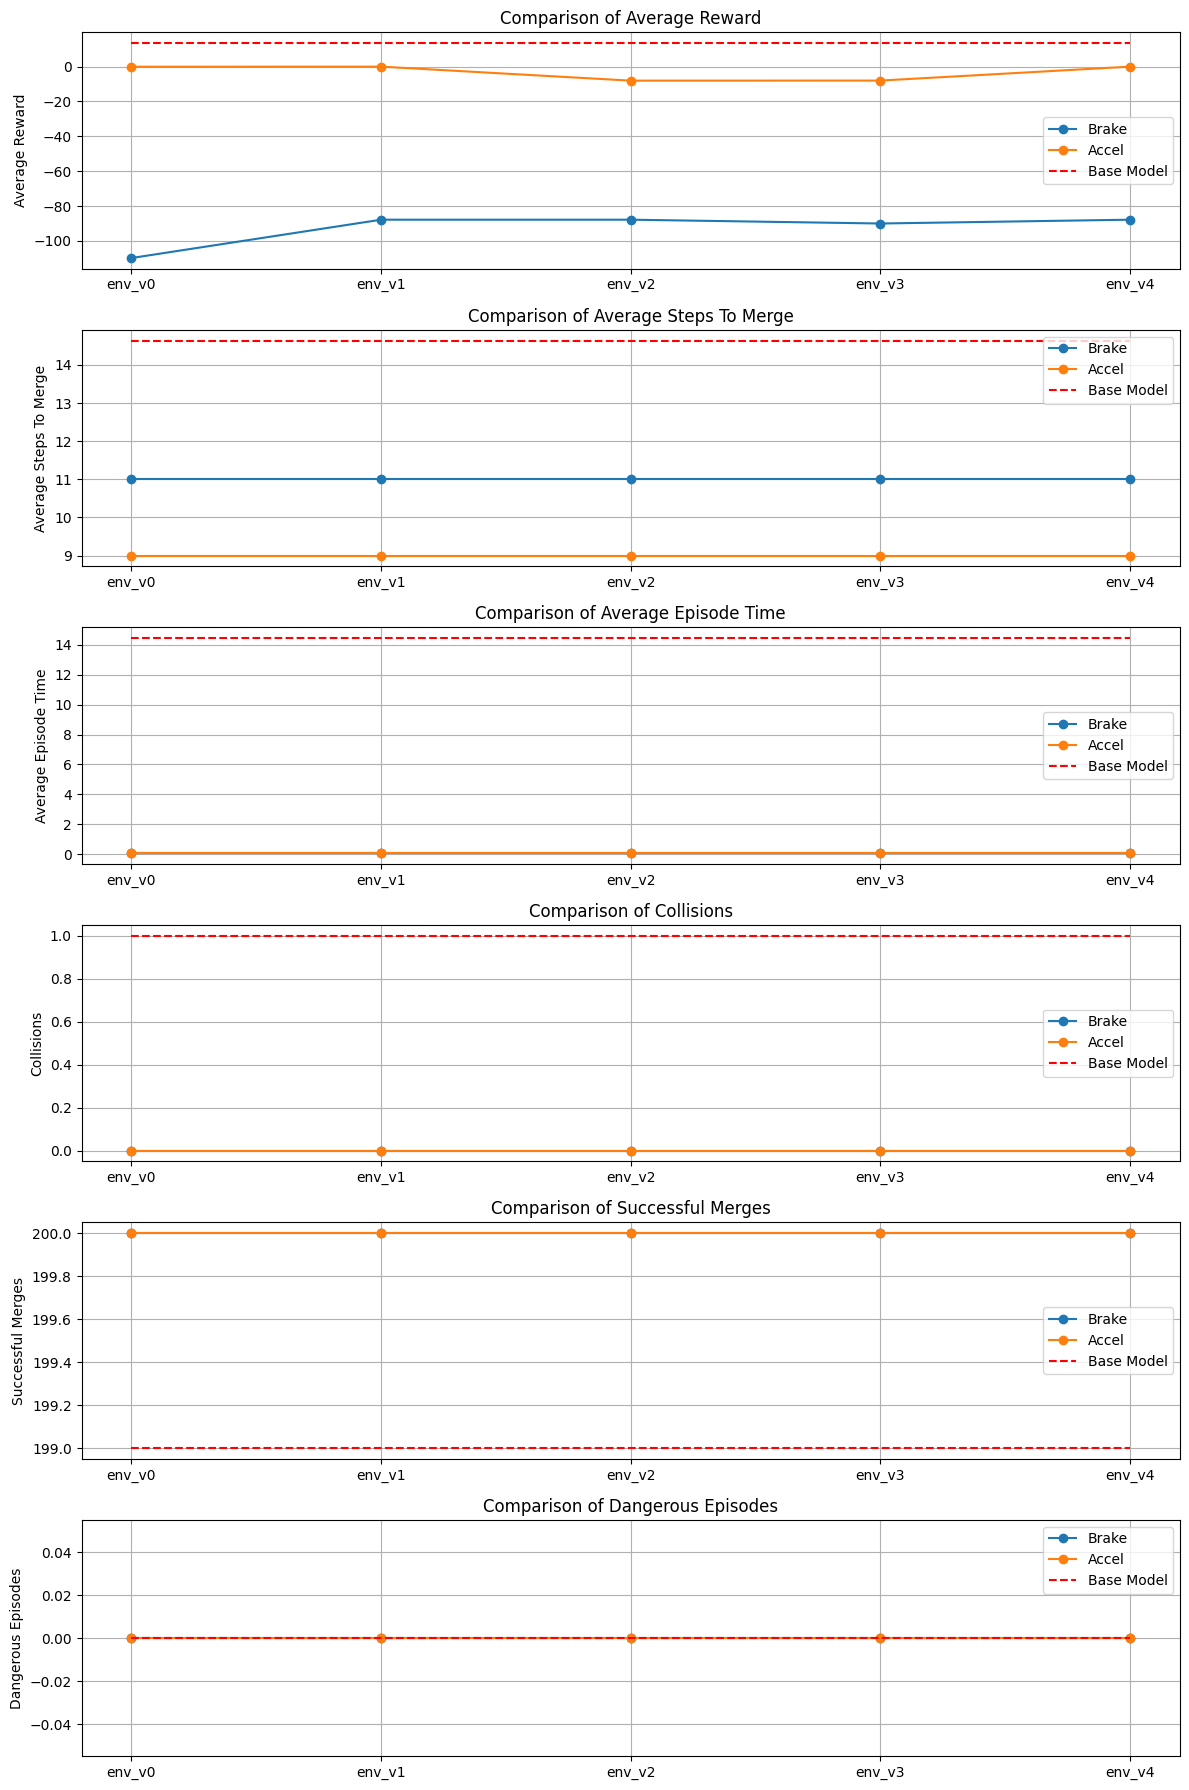 Comparison of Average Reward
Average Reward
0
−20
−40
−60
−80
−100
Brake
Accel
Base Model
env_v0 env_v1 env_v2 env_v3 env_v4
Comparison of Average Steps To Merge
Average Steps To Merge
14
13
12
11
10
9
Brake
Accel
Base Model
env_v0 env_v1 env_v2 env_v3 env_v4
Comparison of Average Episode Time
Average Episode Time
14
12
10
8
6
4
2
0
Brake
Accel
Base Model
env_v0 env_v1 env_v2 env_v3 env_v4
Comparison of Collisions
Collisions
1.0
0.8
0.6
0.4
0.2
0.0
Brake
Accel
Base Model
env_v0 env_v1 env_v2 env_v3 env_v4
Comparison of Successful Merges
Successful Merges
200.0
199.8
199.6
199.4
199.2
199.0
Brake
Accel
Base Model
env_v0 env_v1 env_v2 env_v3 env_v4
Comparison of Dangerous Episodes
Dangerous Episodes
0.04
0.02
0.00
−0.02
−0.04
Brake
Accel
Base Model
env_v0 env_v1 env_v2 env_v3 env_v4